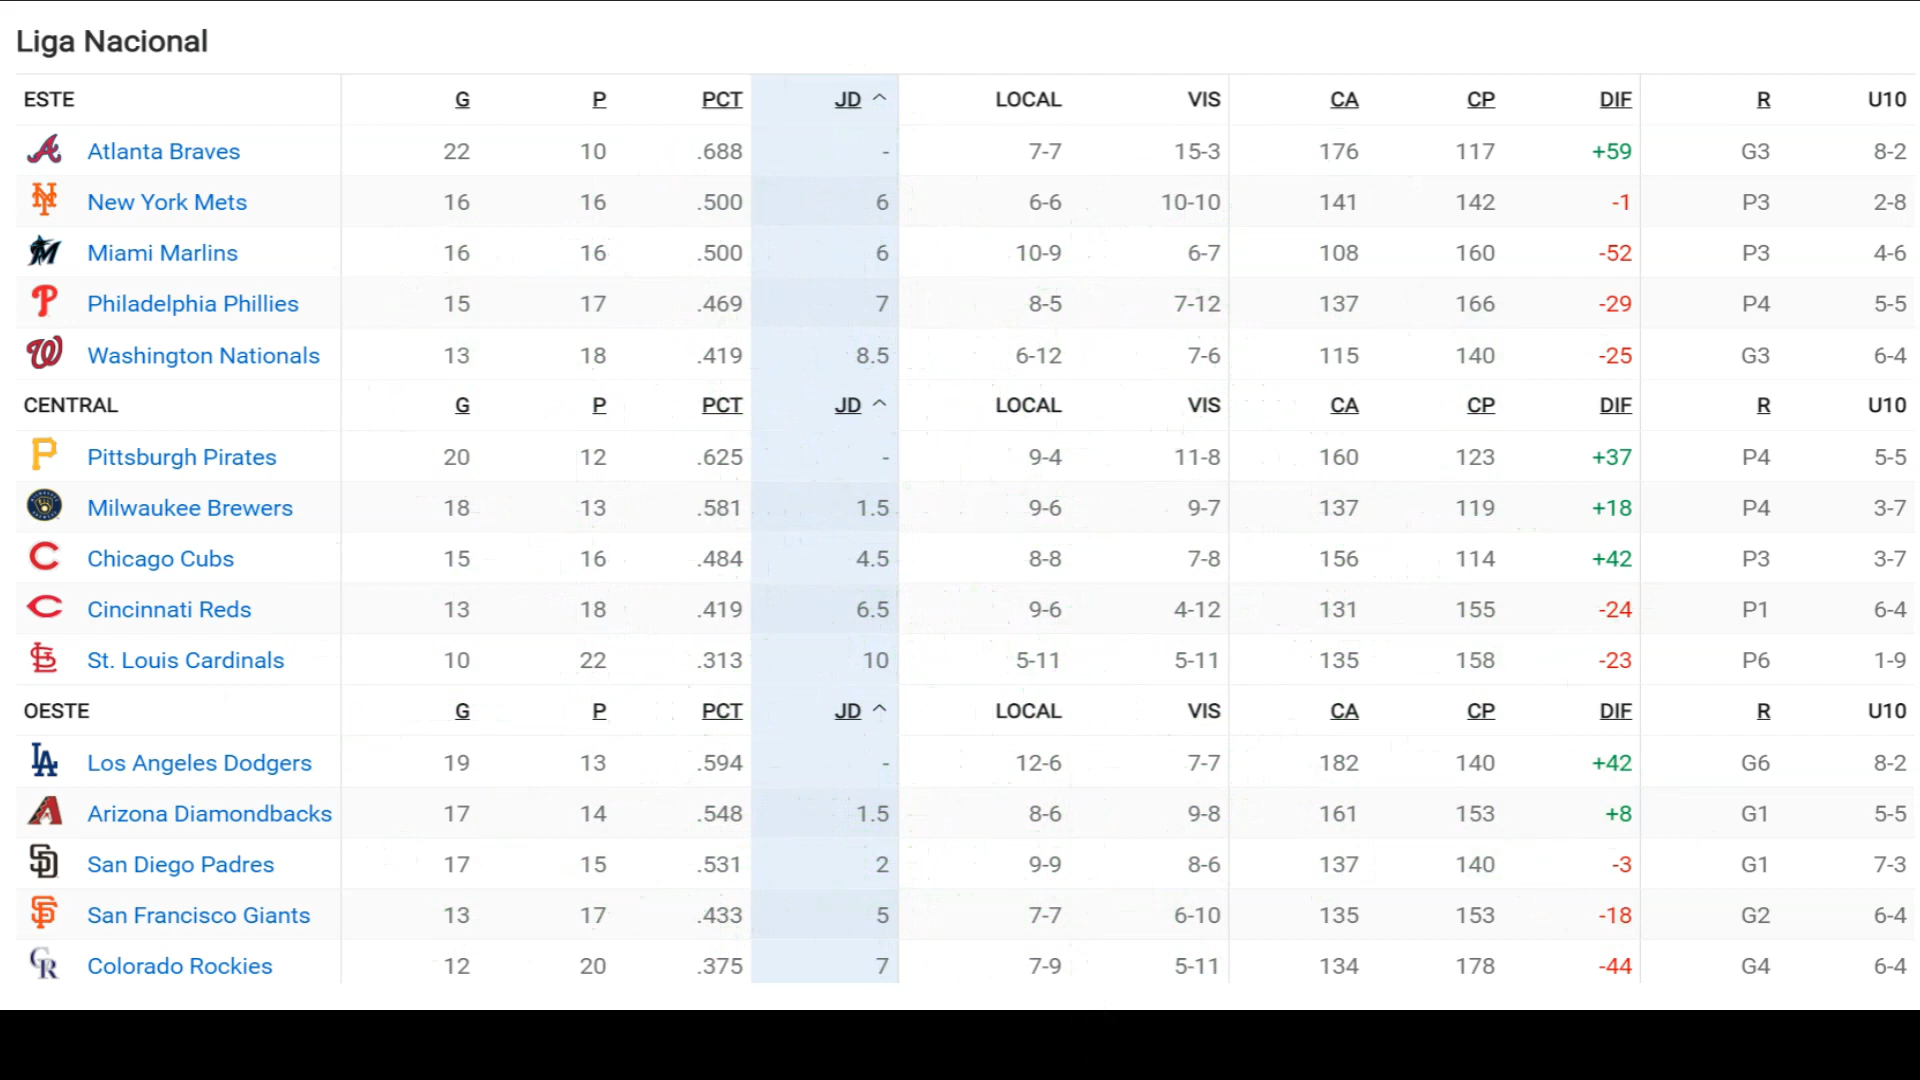 Liga Nacional
ESTE G P PCT JD LOCAL VIS CA CP DIF R U10
Atlanta Braves 22 10 .688 - 7-7 15-3 176 117 +59 G3 8-2
New York Mets 16 16 .500 6 6-6 10-10 141 142 -1 P3 2-8
Miami Marlins 16 16 .500 6 10-9 6-7 108 160 -52 P3 4-6
Philadelphia Phillies 15 17 .469 7 8-5 7-12 137 166 -29 P4 5-5
Washington Nationals 13 18 .419 8.5 6-12 7-6 115 140 -25 G3 6-4
CENTRAL G P PCT JD LOCAL VIS CA CP DIF R U10
Pittsburgh Pirates 20 12 .625 - 9-4 11-8 160 123 +37 P4 5-5
Milwaukee Brewers 18 13 .581 1.5 9-6 9-7 137 119 +18 P4 3-7
Chicago Cubs 15 16 .484 4.5 8-8 7-8 156 114 +42 P3 3-7
Cincinnati Reds 13 18 .419 6.5 9-6 4-12 131 155 -24 P1 6-4
St. Louis Cardinals 10 22 .313 10 5-11 5-11 135 158 -23 P6 1-9
OESTE G P PCT JD LOCAL VIS CA CP DIF R U10
Los Angeles Dodgers 19 13 .594 - 12-6 7-7 182 140 +42 G6 8-2
Arizona Diamondbacks 17 14 .548 1.5 8-6 9-8 161 153 +8 G1 5-5
San Diego Padres 17 15 .531 2 9-9 8-6 137 140 -3 G1 7-3
San Francisco Giants 13 17 .433 5 7-7 6-10 135 153 -18 G2 6-4
Colorado Rockies 12 20 .375 7 7-9 5-11 134 178 -44 G4 6-4